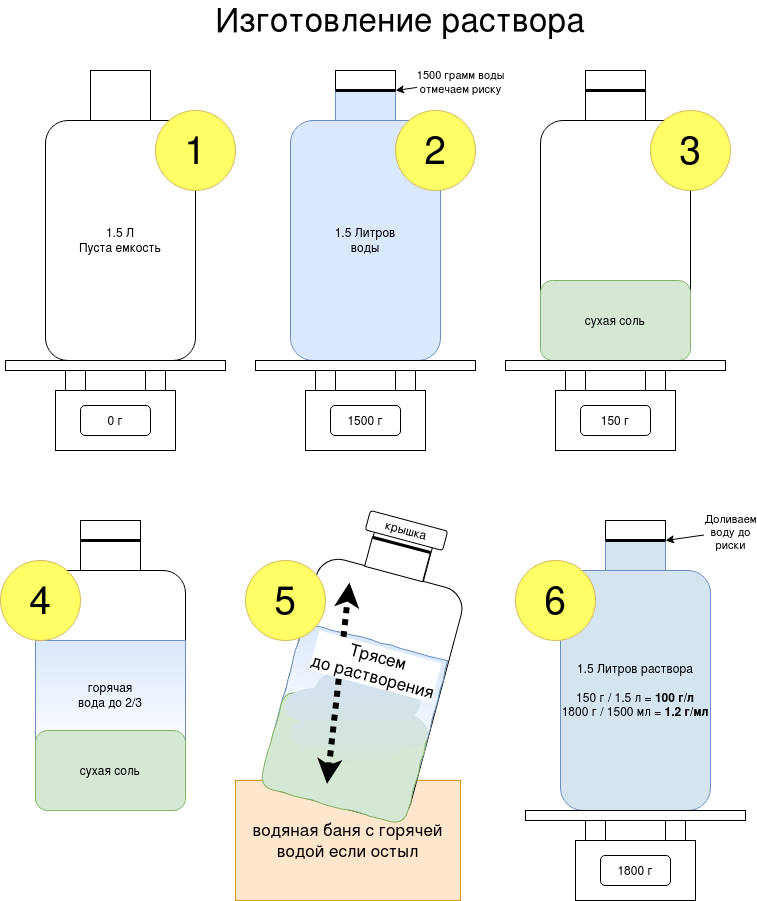 Изготовление раствора
1
1.5 Л
Пуста емкость
0 г
1500 грамм воды
отмечаем риску
2
1.5 Литров
воды
1500 г
3
сухая соль
150 г
4
горячая
вода до 2/3
сухая соль
крышка
5
Трясем
до растворения
водяная баня с горячей
водой если остыл
Доливаем
воду до
риски
6
1.5 Литров раствора
150 г / 1.5 л = 100 г/л
1800 г / 1500 мл = 1.2 г/мл
1800 г